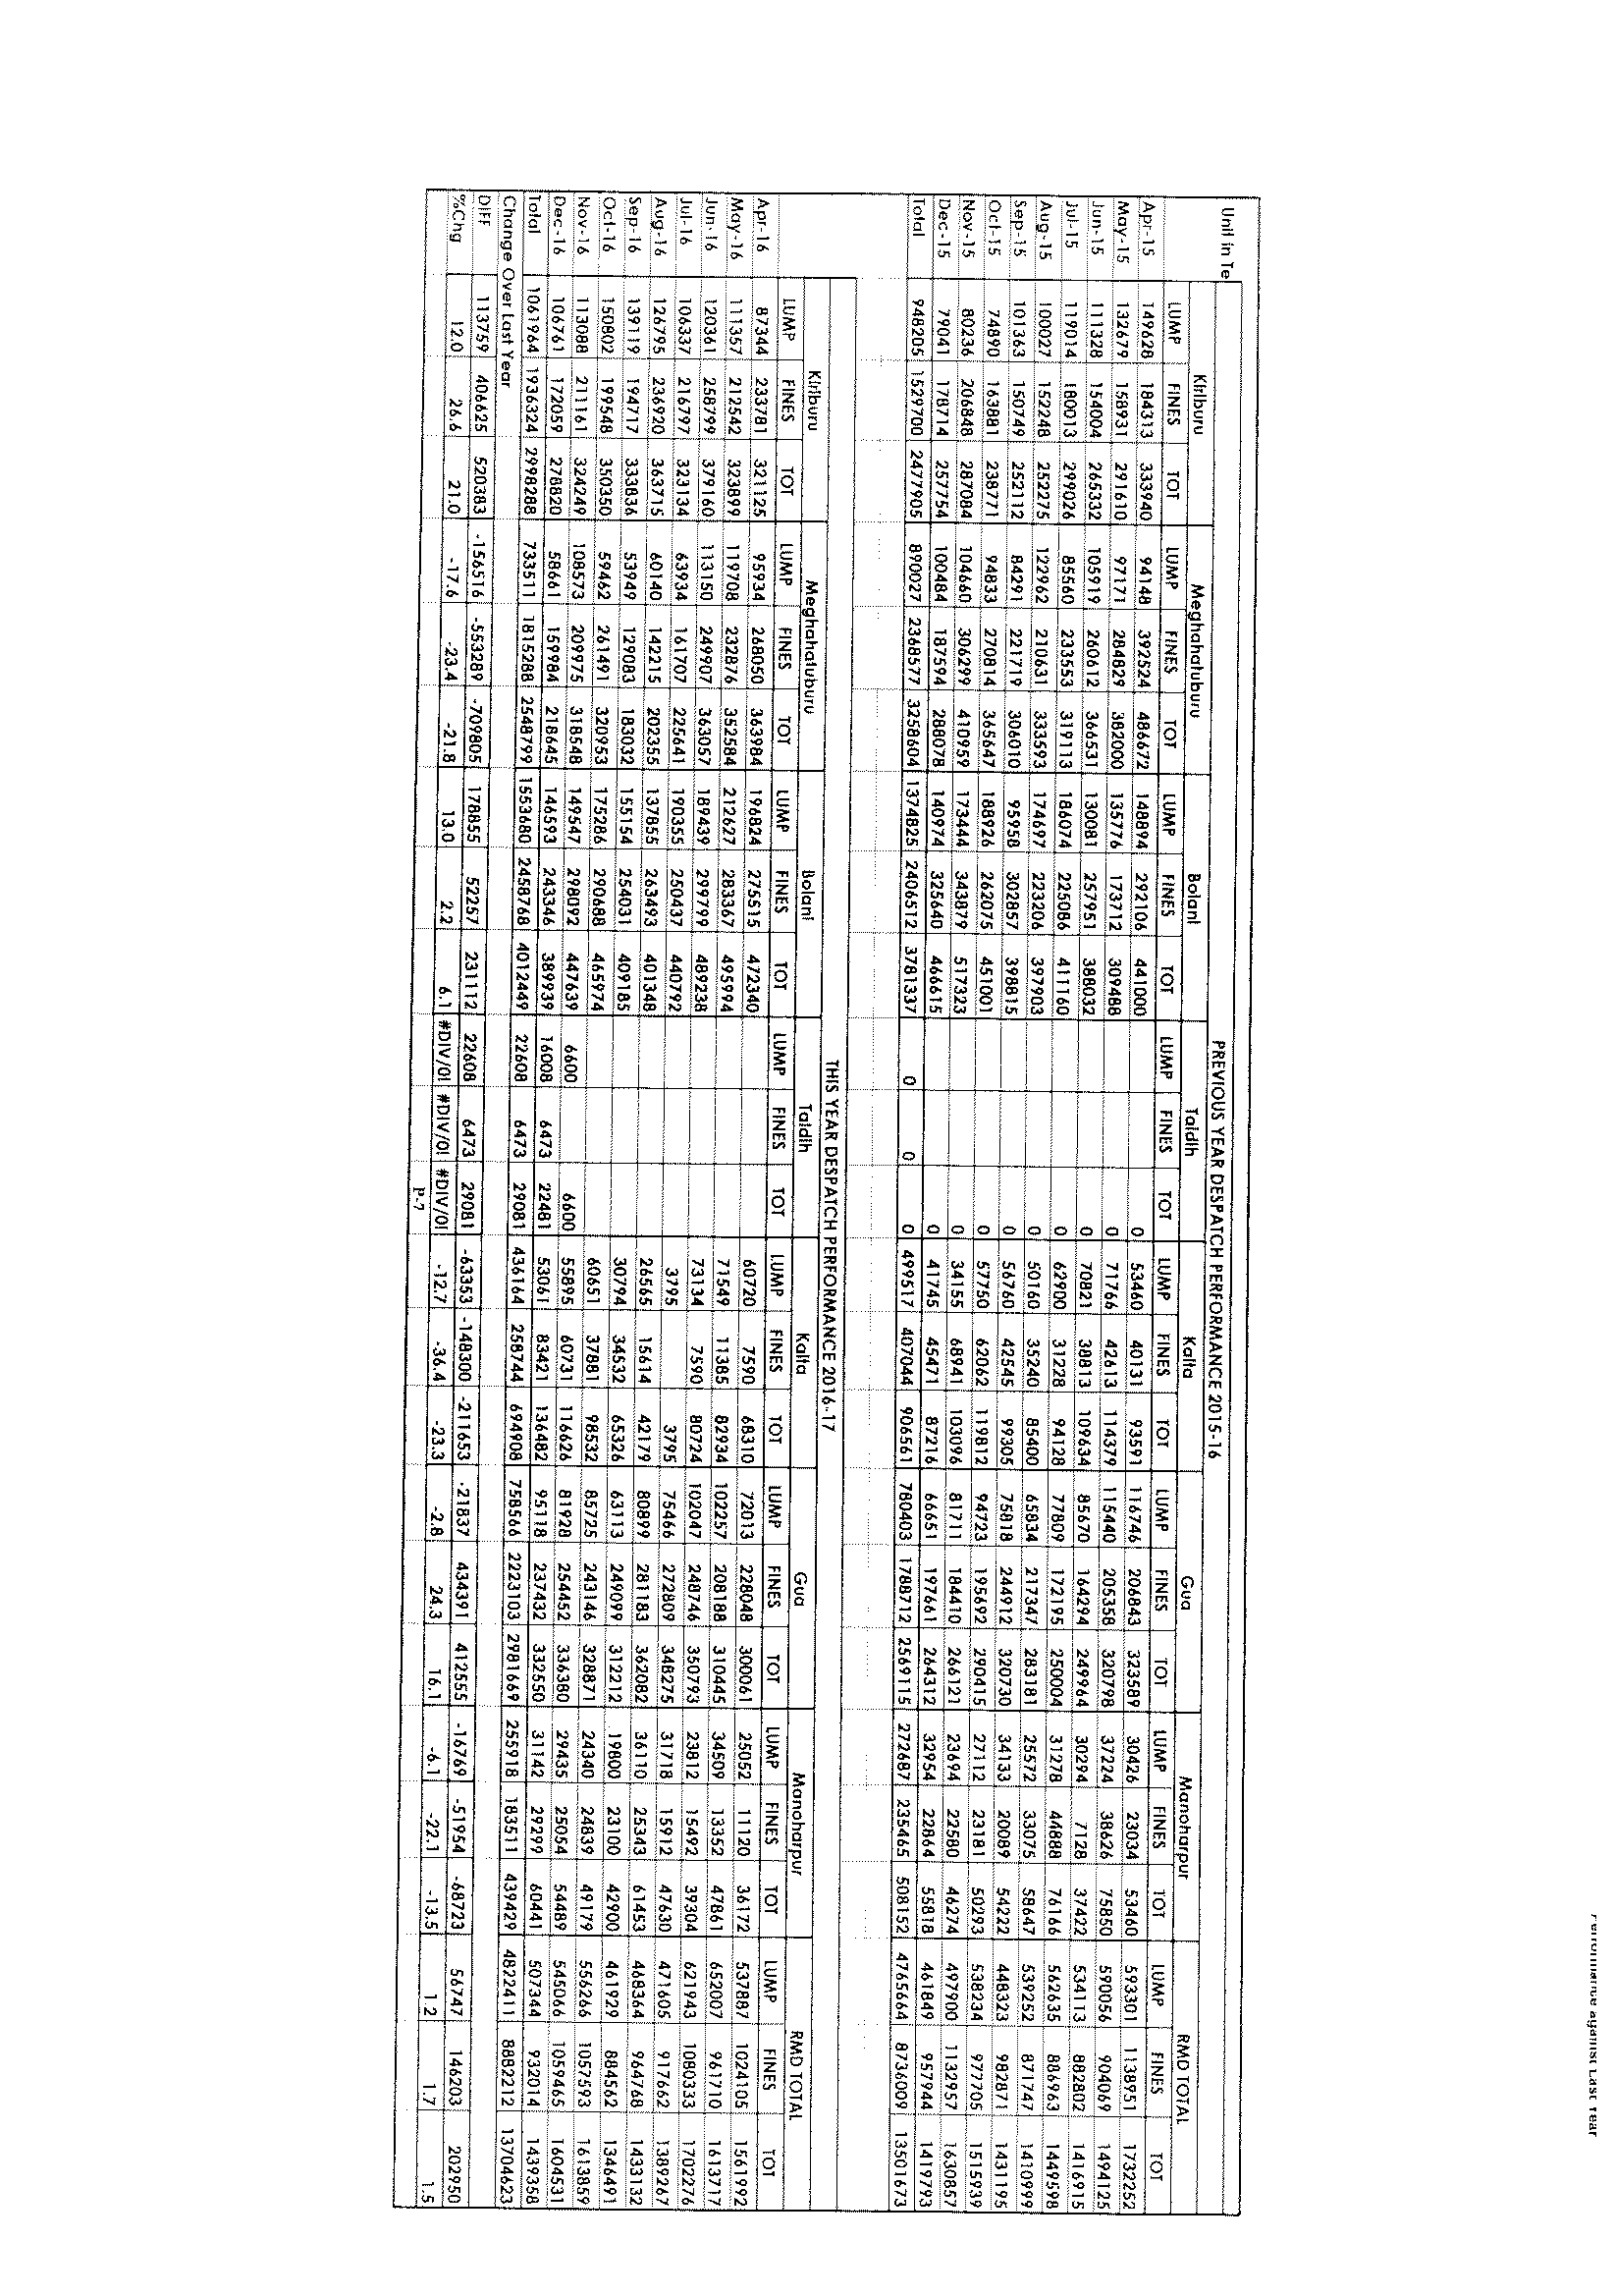 Performance against Last Year
Unit in Te PREVIOUS YEAR DESPATCH PERFORMANCE 2015-16
Kiriburu Meghahatuburu Bolani Taldih Kalta Gua Manoharpur RMD TOTAL
LUMP FINES TOT LUMP FINES TOT LUMP FINES TOT LUMP FINES TOT LUMP FINES TOT LUMP FINES TOT LUMP FINES TOT LUMP FINES TOT
Apr-15 149628 184313 333940 94148 392524 486672 148894 292106 441000 0 53460 40131 93591 116746 206843 323589 30426 23034 53460 593301 1138951 1732252
May-15 132679 158931 291610 97171 284829 382000 135776 173712 309488 0 71766 42613 114379 115440 205358 320798 37224 38626 75850 590056 904069 1494125
Jun-15 111328 154004 265332 105919 260612 366531 130081 257951 388032 0 70821 38813 109634 85670 164294 249964 30294 7128 37422 534113 882802 1416915
Jul-15 119014 180013 299026 85560 233553 319113 186074 225086 411160 0 62900 31228 94128 77809 172195 250004 31278 44888 76166 562635 886963 1449598
Aug-15 100027 152248 252275 122962 210631 333593 174697 223206 397903 0 50160 35240 85400 65834 217347 283181 25572 33075 58647 539252 871747 1410999
Sep-15 101363 150749 252112 84291 221719 306010 95958 302857 398815 0 56760 42545 99305 75818 244912 320730 34133 20089 54222 448323 982871 1431195
Oct-15 74890 163881 238771 94833 270814 365647 188926 262075 451001 0 57750 62062 119812 94723 195692 290415 27112 23181 50293 538234 977705 1515939
Nov-15 80236 206848 287084 104660 306299 410959 173444 343879 517323 0 34155 68941 103096 81711 184410 266121 23694 22580 46274 497900 1132957 1630857
Dec-15 79041 178714 257754 100484 187594 288078 140974 325640 466615 0 41745 45471 87216 66651 197661 264312 32954 22864 55818 461849 957944 1419793
Total 948205 1529700 2477905 890027 2368577 3258604 1374825 2406512 3781337 0 0 0 499517 407044 906561 780403 1788712 2569115 272687 235465 508152 4765664 8736009 13501673
THIS YEAR DESPATCH PERFORMANCE 2016-17
Kiriburu Meghahatuburu Bolani Taldih Kalta Gua Manoharpur RMD TOTAL
LUMP FINES TOT LUMP FINES TOT LUMP FINES TOT LUMP FINES TOT LUMP FINES TOT LUMP FINES TOT LUMP FINES TOT LUMP FINES TOT
Apr-16 87344 233781 321125 95934 268050 363984 196824 275515 472340 60720 7590 68310 72013 228048 300061 25052 11120 36172 537887 1024105 1561992
May-16 111357 212542 323899 119708 232876 352584 212627 283367 495994 71549 11385 82934 102257 208188 310445 34509 13352 47861 652007 961710 1613717
Jun-16 120361 258799 379160 113150 249907 363057 189439 299799 489238 73134 7590 80724 102047 248746 350793 23812 15492 39304 621943 1080333 1702276
Jul-16 106337 216797 323134 63934 161707 225641 190355 250437 440792 3795 3795 75466 272809 348275 31718 15912 47630 471605 917662 1389267
Aug-16 126795 236920 363715 60140 142215 202355 137855 263493 401348 26565 15614 42179 80899 281183 362082 36110 25343 61453 468364 964768 1433132
Sep-16 139119 194717 333836 53949 129083 183032 155154 254031 409185 30794 34532 65326 63113 249099 312212 19800 23100 42900 461929 884562 1346491
Oct-16 150802 199548 350350 59462 261491 320953 175286 290688 465974 60651 37881 98532 85725 243146 328871 24340 24839 49179 556266 1057593 1613859
Nov-16 113088 211161 324249 108573 209975 318548 149547 298092 447639 6600 6600 55895 60731 116626 81928 254452 336380 29435 25054 54489 545066 1059465 1604531
Dec-16 106761 172059 278820 58661 159984 218645 146593 243346 389939 16008 6473 22481 53061 83421 136482 95118 237432 332550 31142 29299 60441 507344 932014 1439358
Total 1061964 1936324 2998288 733511 1815288 2548799 1553680 2458768 4012449 22608 6473 29081 436164 258744 694908 758566 2223103 2981669 255918 183511 439429 4822411 8882212 13704623
Change Over Last Year
DIFF 113759 406625 520383 -156516 -553289 -709805 178855 52257 231112 22608 6473 29081 -63353 -148300 -211653 -21837 434391 412555 -16769 -51954 -68723 56747 146203 202950
%Chg 12.0 26.6 21.0 -17.6 -23.4 -21.8 13.0 2.2 6.1 #DIV/0! #DIV/0! #DIV/0! -12.7 -36.4 -23.3 -2.8 24.3 16.1 -6.1 -22.1 -13.5 1.2 1.7 1.5
P-7